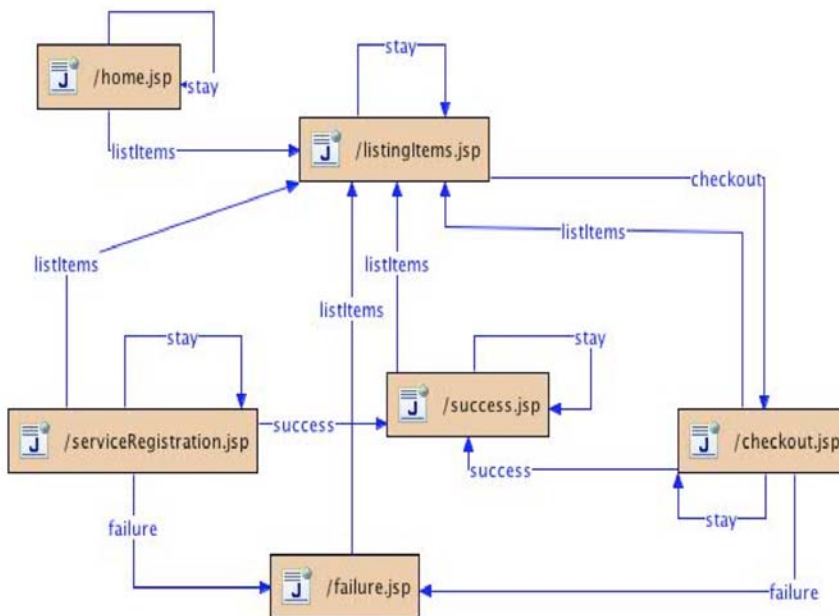 /home.jsp
stay
listItems
stay
/listingItems.jsp
checkout
listItems
listItems
listItems
listItems
stay
stay
/serviceRegistration.jsp
success
/success.jsp
/checkout.jsp
success
stay
failure
/failure.jsp
failure